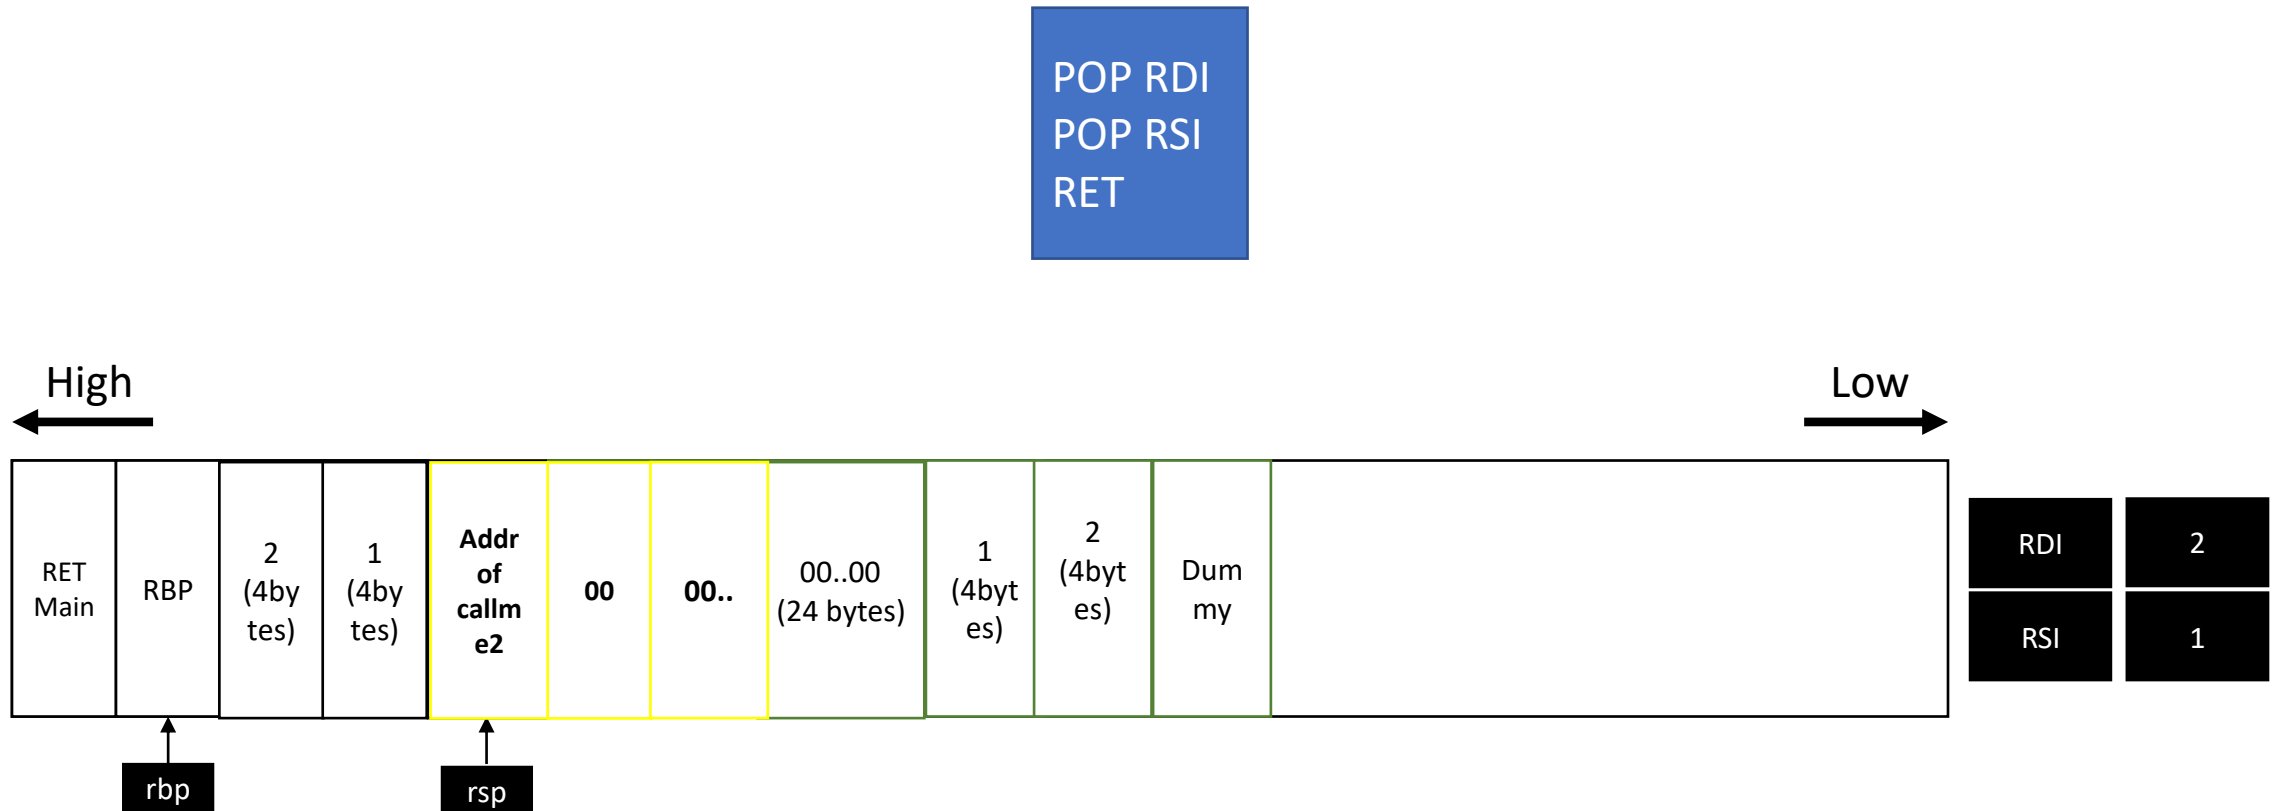 POP RDI
POP RSI
RET
High
Low
RET
Main
RBP
2
(4by
tes)
1
(4by
tes)
Addr
of
callm
e2
00
00..
00..00
(24 bytes)
1
(4byt
es)
2
(4byt
es)
Dum
my
RDI
2
RSI
1
rbp
rsp